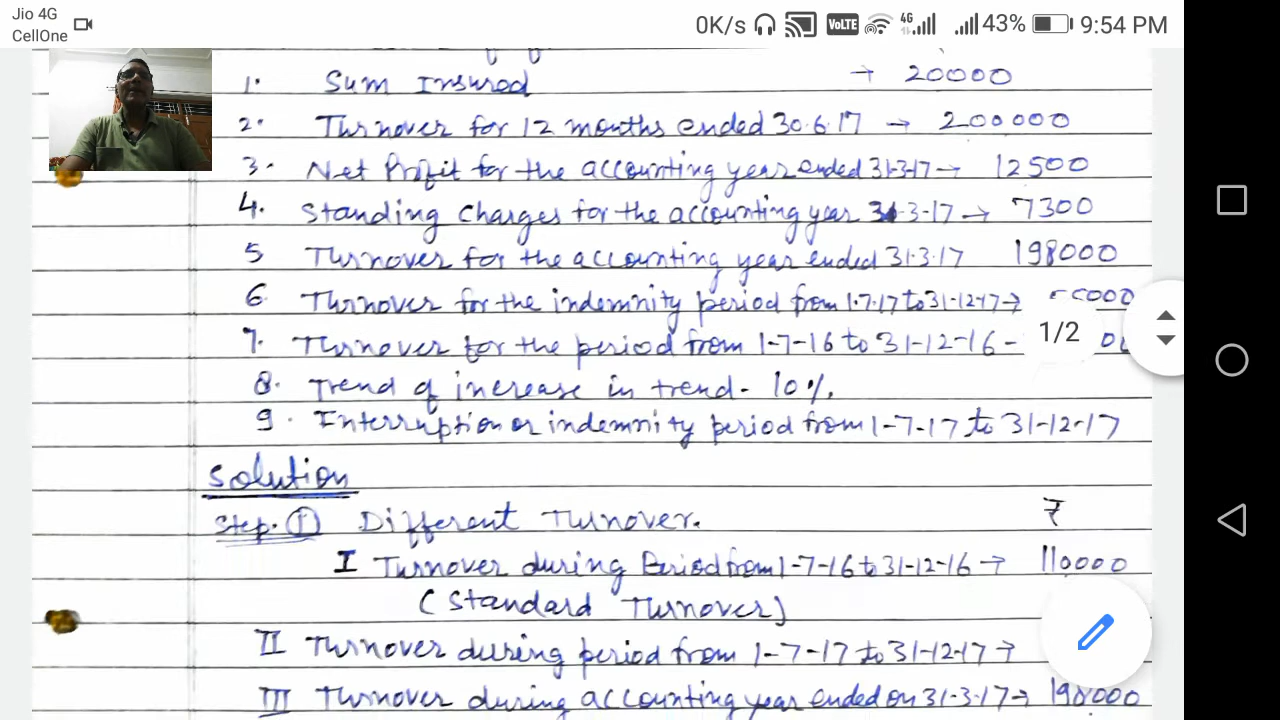 Jio 4G
CellOne
0K/s VoLTE 4G 43% 9:54 PM
1. Sum Insured → 20000
2. Turnover for 12 months ended 30.6.17 → 200000
3. Net Profit for the accounting year ended 31-3-17 → 12500
4. Standing Charges for the accounting year 31.3-17 → 7300
5 Turnover for the accounting year ended 31.3.17 198000
6. Turnover for the indemnity period from 1.7.17 to 31-12-17 →
7. Turnover for the period from 1-7-16 to 31-12-16 -
1/2
8. Trend of increase in trend - 10%.
9. Interruption or indemnity period from 1-7-17 to 31-12-17
Solution
Step. ① Different Turnover. ₹
I Turnover during Period from 1-7-16 to 31-12-16 → 110000
(Standard Turnover)
II Turnover during period from 1-7-17 to 31-12-17 →
III Turnover during accounting year ended on 31-3-17 → 198000